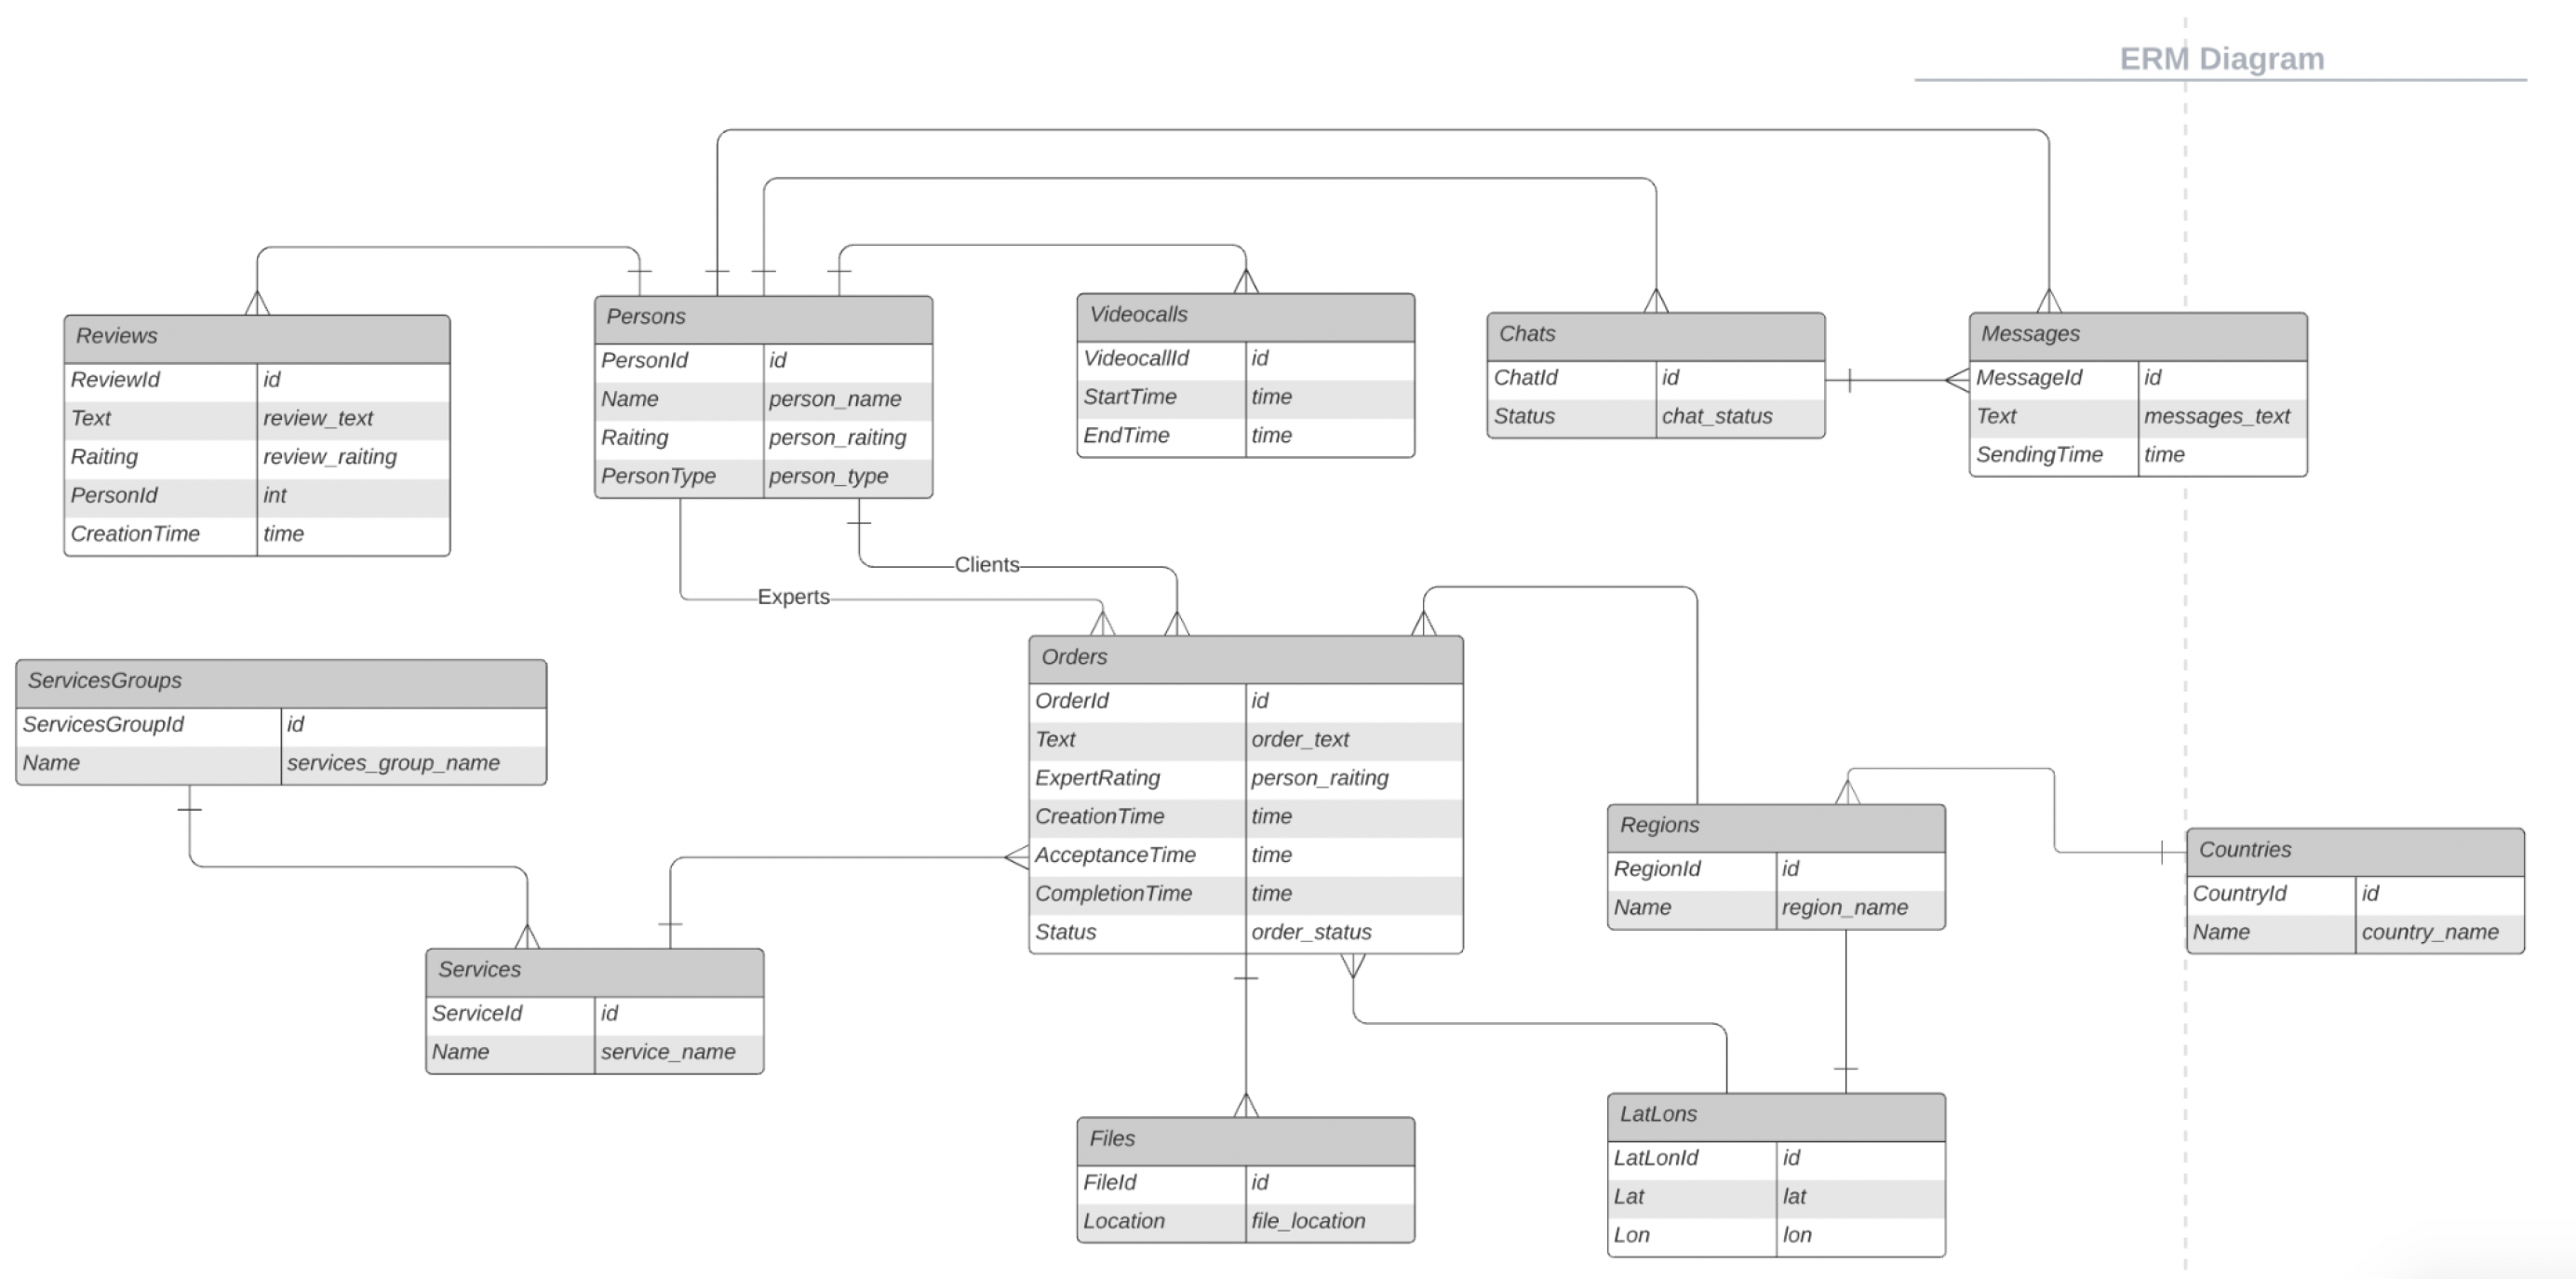 ERM Diagram
Reviews
ReviewId id
Text review_text
Raiting review_raiting
PersonId int
CreationTime time
Persons
PersonId id
Name person_name
Raiting person_raiting
PersonType person_type
Videocalls
VideocallId id
StartTime time
EndTime time
Chats
ChatId id
Status chat_status
Messages
MessageId id
Text messages_text
SendingTime time
Clients
Experts
ServicesGroups
ServicesGroupId id
Name services_group_name
Orders
OrderId id
Text order_text
ExpertRating person_raiting
CreationTime time
AcceptanceTime time
CompletionTime time
Status order_status
Regions
RegionId id
Name region_name
Countries
CountryId id
Name country_name
Services
ServiceId id
Name service_name
Files
FileId id
Location file_location
LatLons
LatLonId id
Lat lat
Lon lon